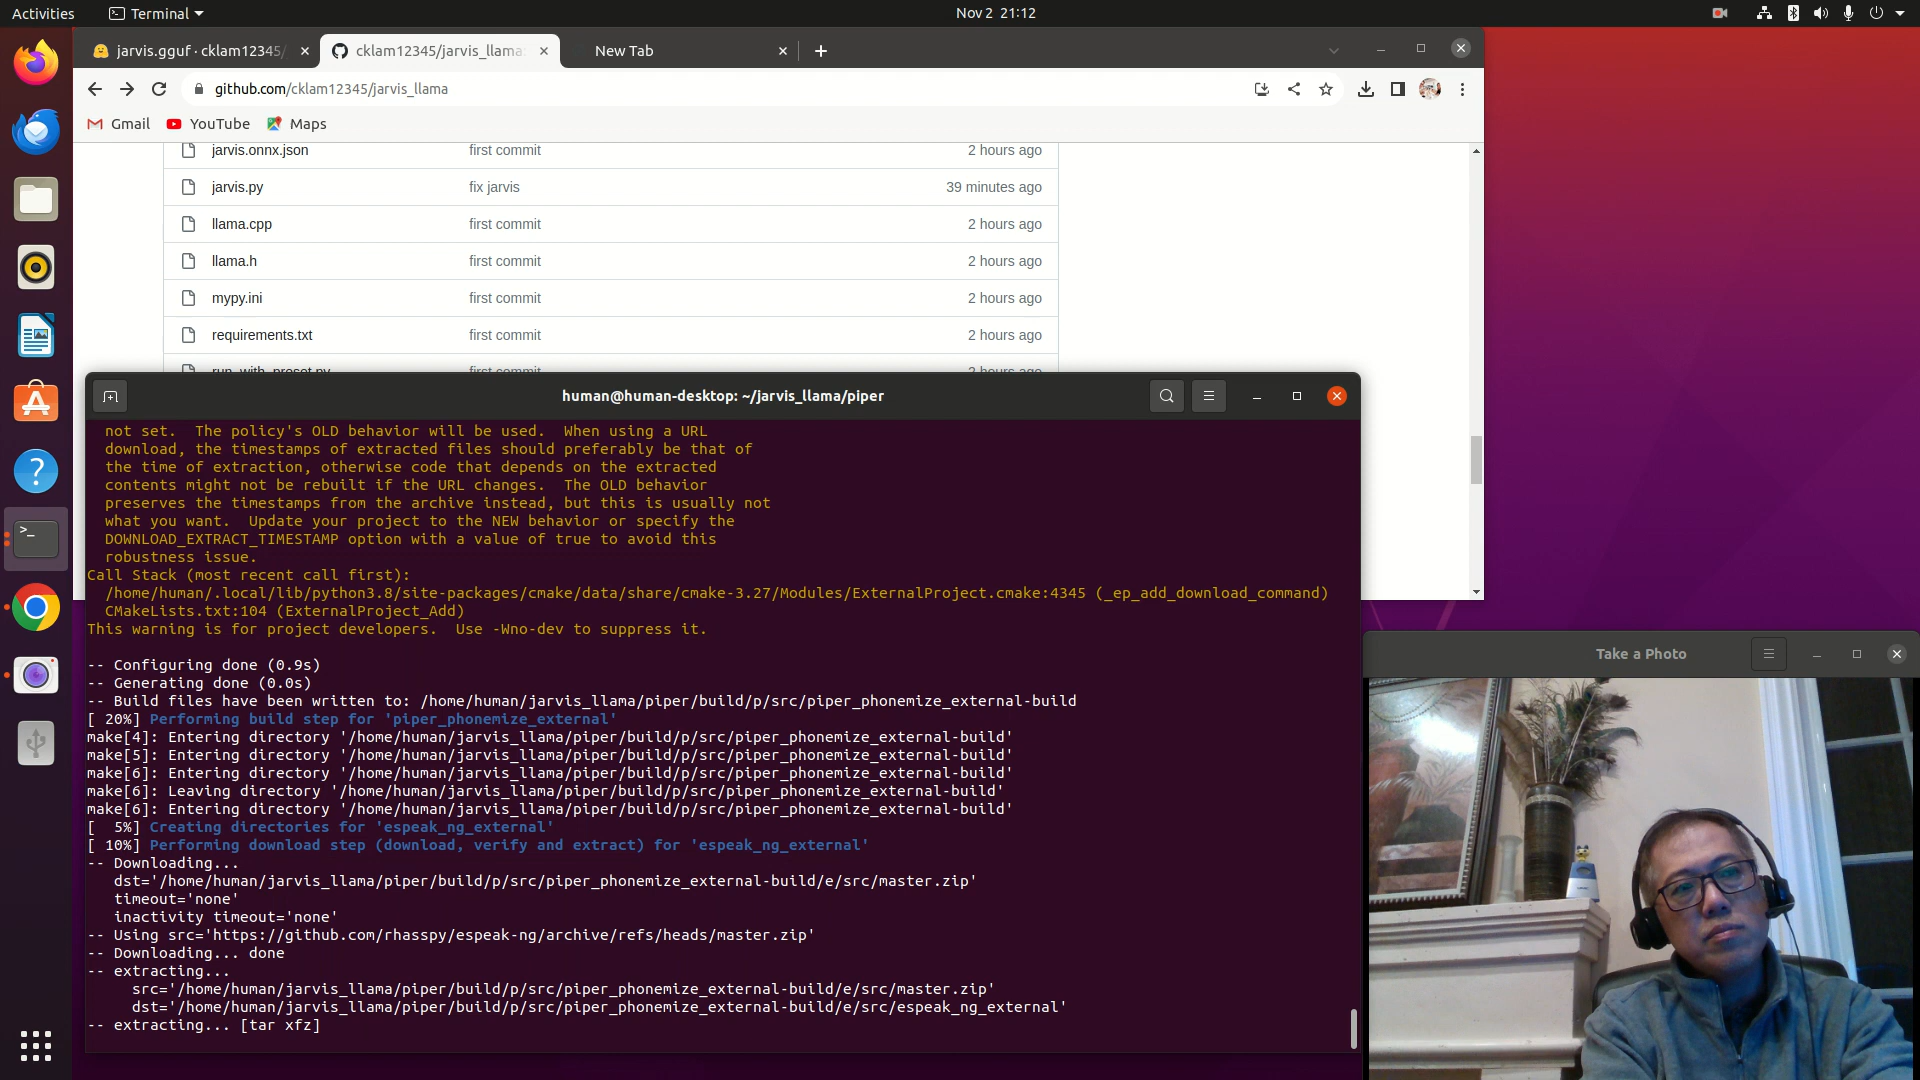 Activities
Terminal
Nov 2 21:12
jarvis.gguf · cklam12345/
cklam12345/jarvis_llama:
New Tab
github.com/cklam12345/jarvis_llama
Gmail
YouTube
Maps
jarvis.onnx.json first commit 2 hours ago
jarvis.py fix jarvis 39 minutes ago
llama.cpp first commit 2 hours ago
llama.h first commit 2 hours ago
mypy.ini first commit 2 hours ago
requirements.txt first commit 2 hours ago
run_with_preset.py first commit 2 hours ago
human@human-desktop: ~/jarvis_llama/piper
not set. The policy's OLD behavior will be used. When using a URL
download, the timestamps of extracted files should preferably be that of
the time of extraction, otherwise code that depends on the extracted
contents might not be rebuilt if the URL changes. The OLD behavior
preserves the timestamps from the archive instead, but this is usually not
what you want. Update your project to the NEW behavior or specify the
DOWNLOAD_EXTRACT_TIMESTAMP option with a value of true to avoid this
robustness issue.
Call Stack (most recent call first):
/home/human/.local/lib/python3.8/site-packages/cmake/data/share/cmake-3.27/Modules/ExternalProject.cmake:4345 (_ep_add_download_command)
CMakeLists.txt:104 (ExternalProject_Add)
This warning is for project developers. Use -Wno-dev to suppress it.
-- Configuring done (0.9s)
-- Generating done (0.0s)
-- Build files have been written to: /home/human/jarvis_llama/piper/build/p/src/piper_phonemize_external-build
[ 20%] Performing build step for 'piper_phonemize_external'
make[4]: Entering directory '/home/human/jarvis_llama/piper/build/p/src/piper_phonemize_external-build'
make[5]: Entering directory '/home/human/jarvis_llama/piper/build/p/src/piper_phonemize_external-build'
make[6]: Entering directory '/home/human/jarvis_llama/piper/build/p/src/piper_phonemize_external-build'
make[6]: Leaving directory '/home/human/jarvis_llama/piper/build/p/src/piper_phonemize_external-build'
make[6]: Entering directory '/home/human/jarvis_llama/piper/build/p/src/piper_phonemize_external-build'
[ 5%] Creating directories for 'espeak_ng_external'
[ 10%] Performing download step (download, verify and extract) for 'espeak_ng_external'
-- Downloading...
dst='/home/human/jarvis_llama/piper/build/p/src/piper_phonemize_external-build/e/src/master.zip'
timeout='none'
inactivity timeout='none'
-- Using src='https://github.com/rhasspy/espeak-ng/archive/refs/heads/master.zip'
-- Downloading... done
-- extracting...
src='/home/human/jarvis_llama/piper/build/p/src/piper_phonemize_external-build/e/src/master.zip'
dst='/home/human/jarvis_llama/piper/build/p/src/piper_phonemize_external-build/e/src/espeak_ng_external'
-- extracting... [tar xfz]
Take a Photo